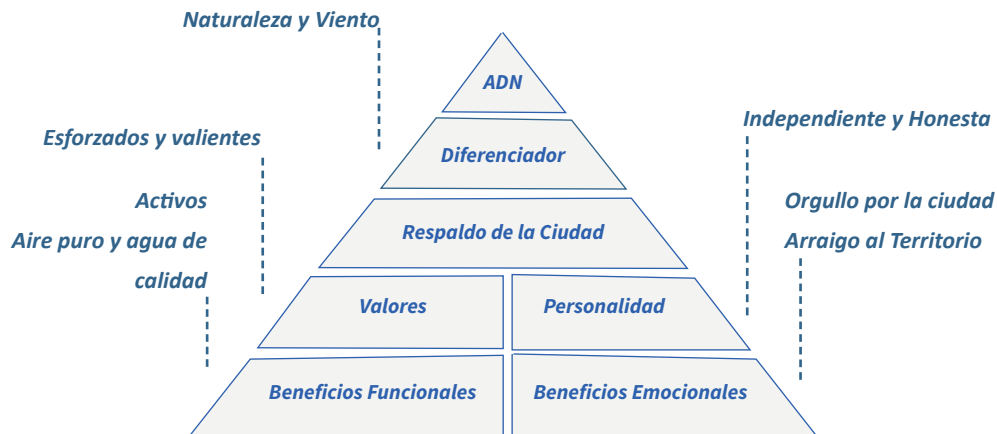 Naturaleza y Viento
ADN
Esforzados y valientes
Independiente y Honesta
Diferenciador
Activos
Aire puro y agua de
calidad
Orgullo por la ciudad
Arraigo al Territorio
Respaldo de la Ciudad
Valores
Personalidad
Beneficios Funcionales
Beneficios Emocionales